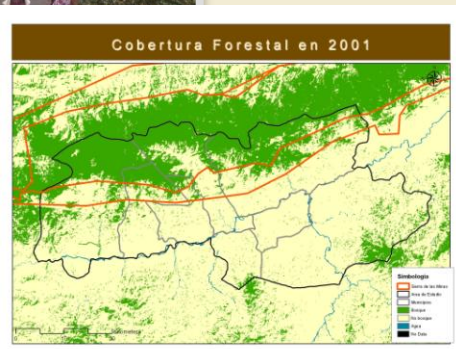 Cobertura Forestal en 2001
Simbología
Sierra de las Minas
Area de Estudio
Municipios
Bosque
No bosque
Agua
No Data